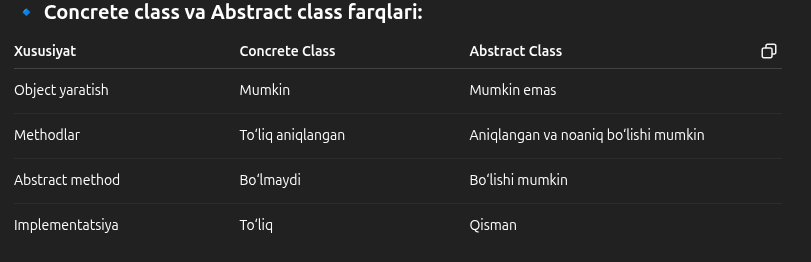 Concrete class va Abstract class farqlari:
Xususiyat Concrete Class Abstract Class
Object yaratish Mumkin Mumkin emas
Methodlar To‘liq aniqlangan Aniqlangan va noaniq bo‘lishi mumkin
Abstract method Bo‘lmaydi Bo‘lishi mumkin
Implementatsiya To‘liq Qisman